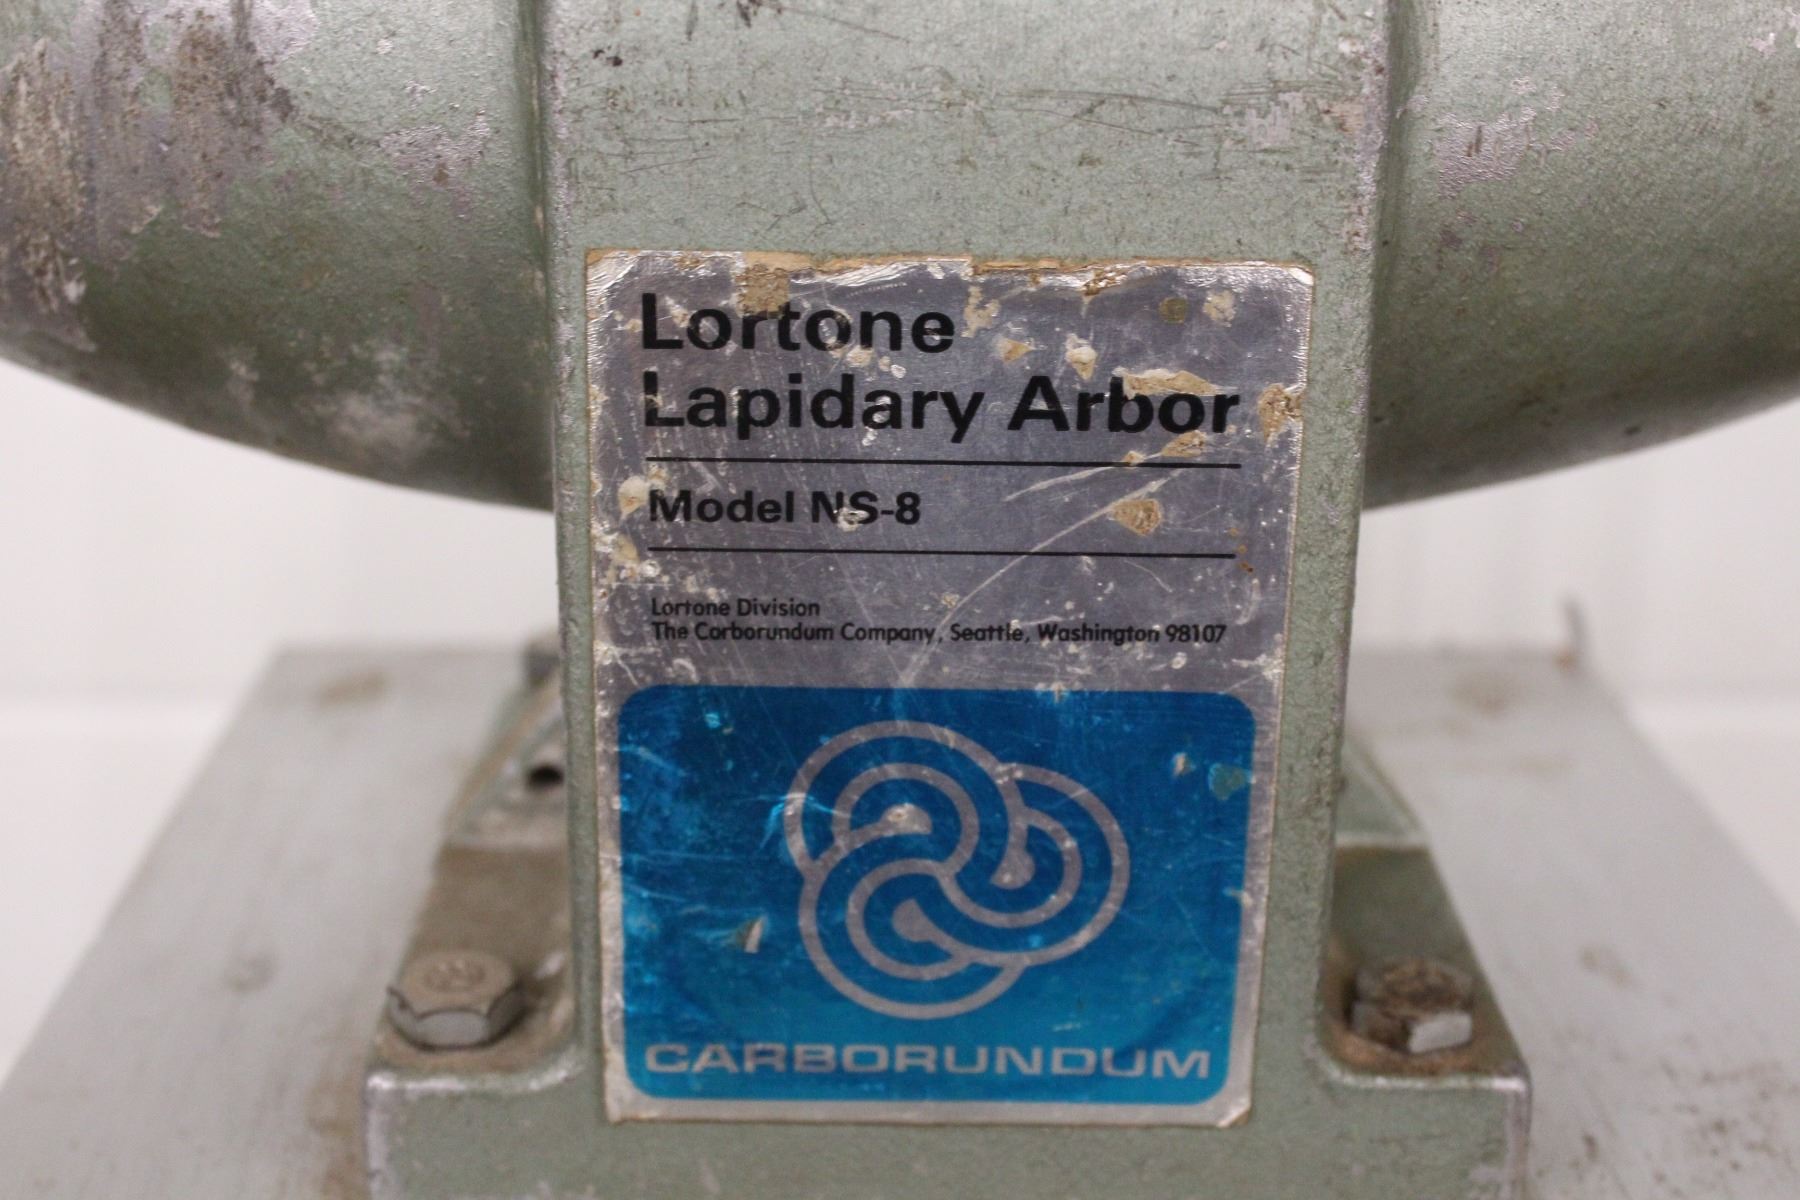 Lortone
Lapidary Arbor
Model NS-8
Lortone Division
The Carborundum Company, Seattle, Washington 98107
CARBORUNDUM